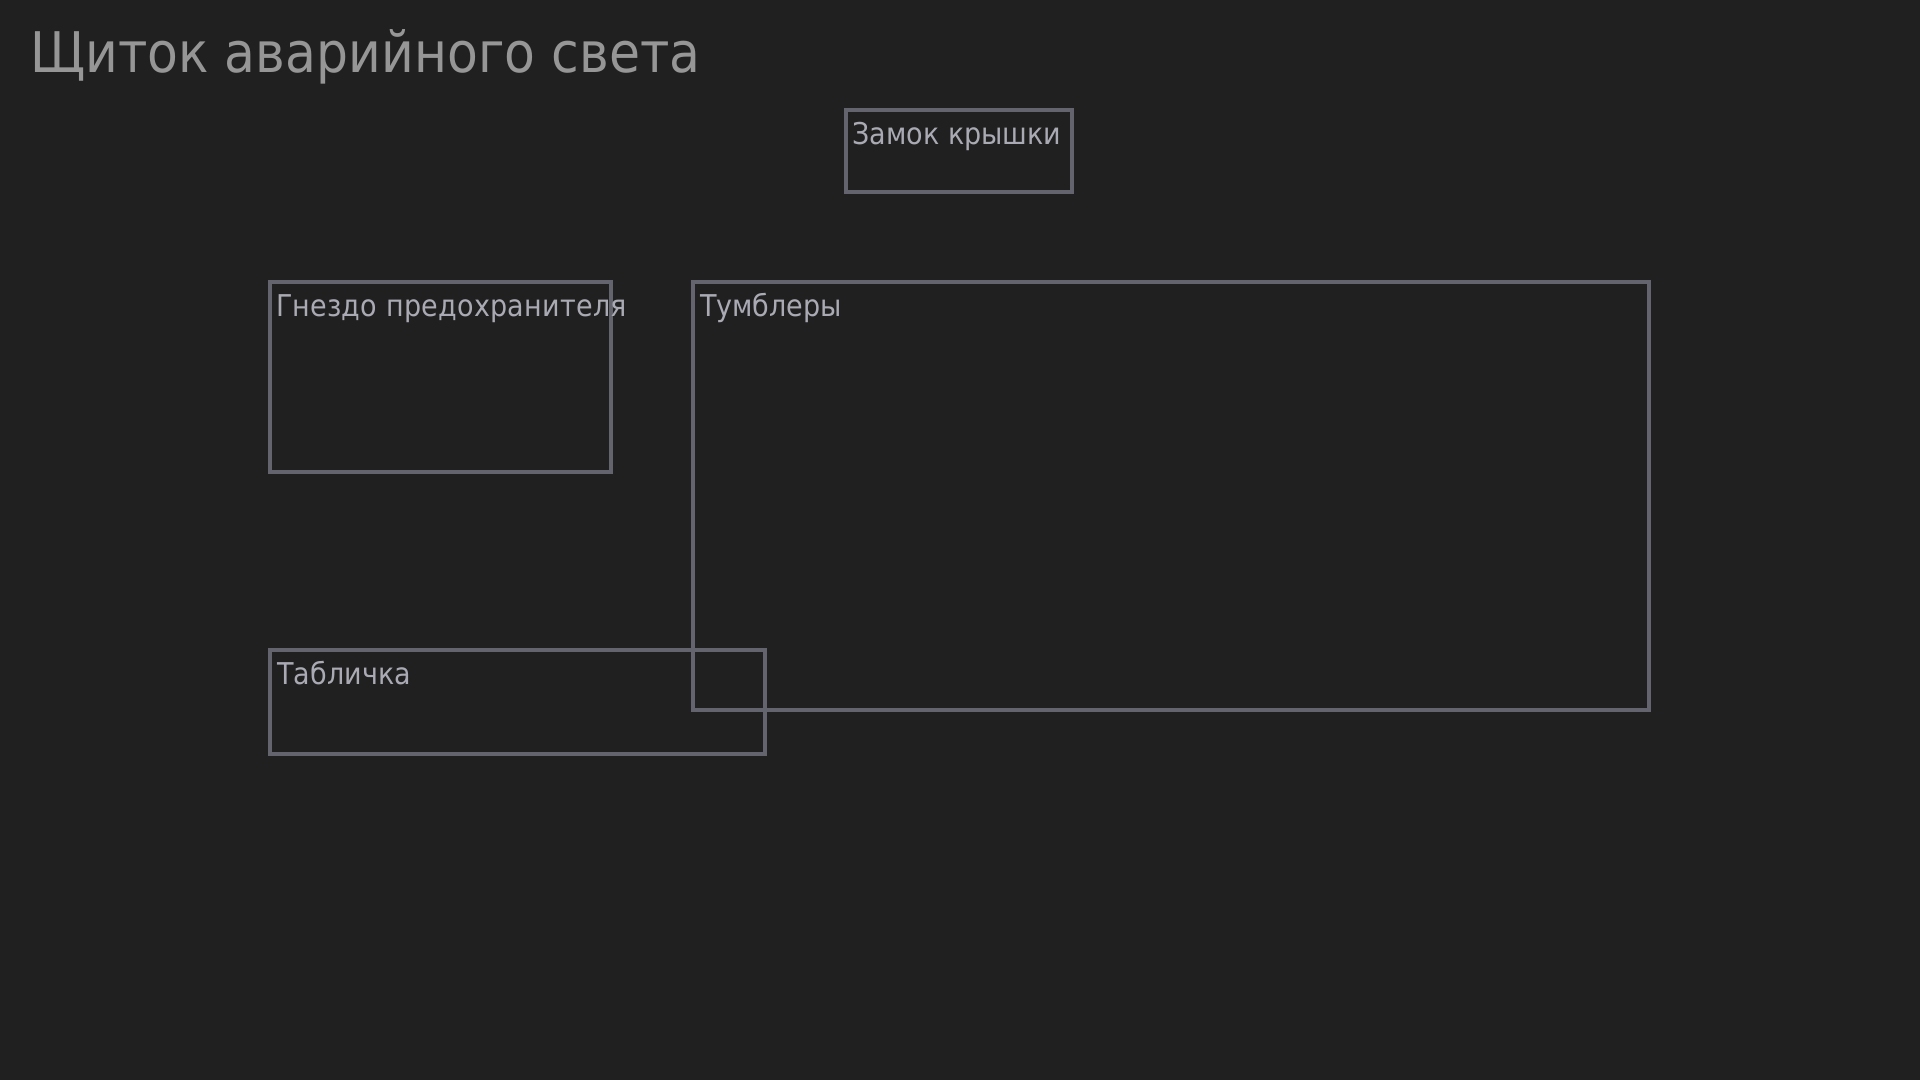 Щиток аварийного света
Замок крышки
Гнездо предохранителя
Тумблеры
Табличка